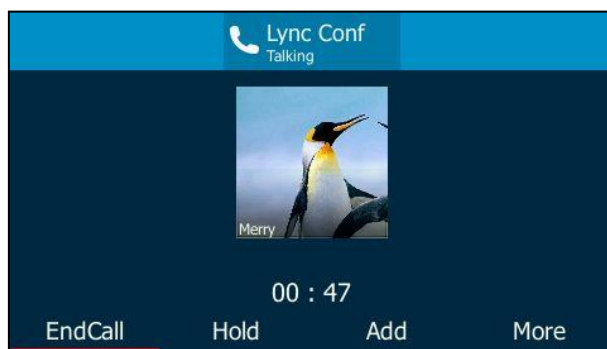 Lync Conf
Talking
Merry
00 : 47
EndCall Hold Add More